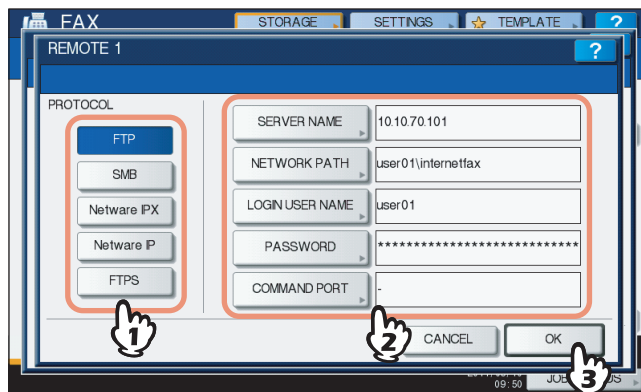 FAX STORAGE SETTINGS TEMPLATE ?
REMOTE 1 ?
PROTOCOL
FTP
SMB
Netware IPX
Netware IP
FTPS
SERVER NAME 10.10.70.101
NETWORK PATH user01\internetfax
LOGIN USER NAME user01
PASSWORD ****************************
COMMAND PORT -
1
2
CANCEL OK
3
09:50